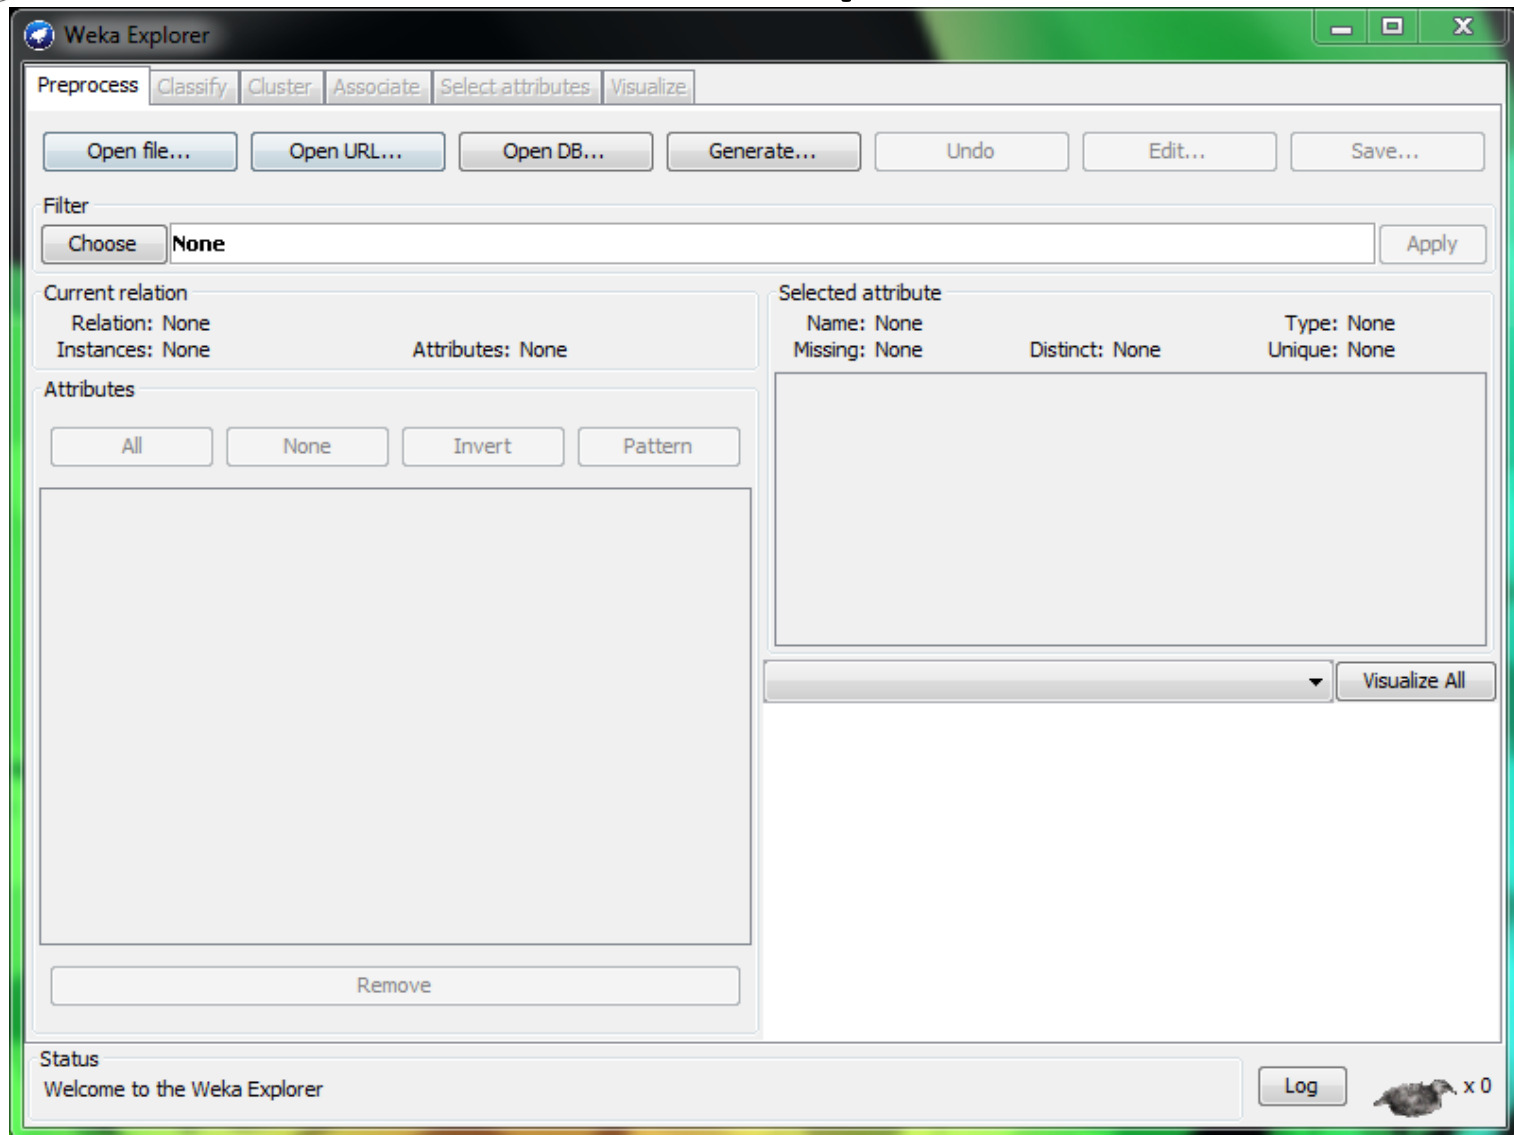 Weka Explorer
Preprocess Classify Cluster Associate Select attributes Visualize
Open file... Open URL... Open DB... Generate... Undo Edit... Save...
Filter
Choose None Apply
Current relation
Relation: None
Instances: None Attributes: None
Selected attribute
Name: None Type: None
Missing: None Distinct: None Unique: None
Attributes
All None Invert Pattern
Visualize All
Remove
Status
Welcome to the Weka Explorer
Log x 0